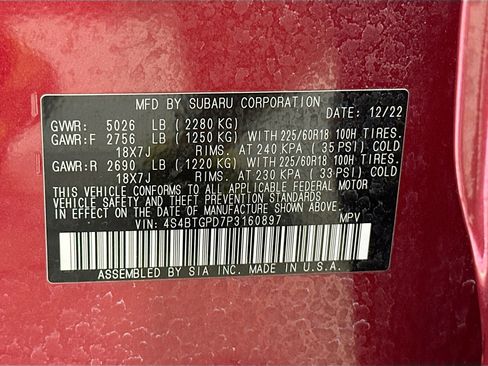 MFD BY SUBARU CORPORATION
DATE: 12/22
GVWR: 5026 LB ( 2280 KG)
GAWR:F 2756 LB ( 1250 KG) WITH 225/60R18 100H TIRES.
18X7J RIMS, AT 240 KPA ( 35 PSI) COLD
GAWR:R 2690 LB ( 1220 KG) WITH 225/60R18 100H TIRES.
18X7J RIMS, AT 230 KPA ( 33 PSI) COLD
THIS VEHICLE CONFORMS TO ALL APPLICABLE FEDERAL MOTOR
VEHICLE SAFETY, BUMPER, AND THEFT PREVENTION STANDARDS
IN EFFECT ON THE DATE OF MANUFACTURE SHOWN ABOVE.
VIN: 4S4BTGPD7P3160897 MPV
ASSEMBLED BY SIA INC. MADE IN U.S.A.